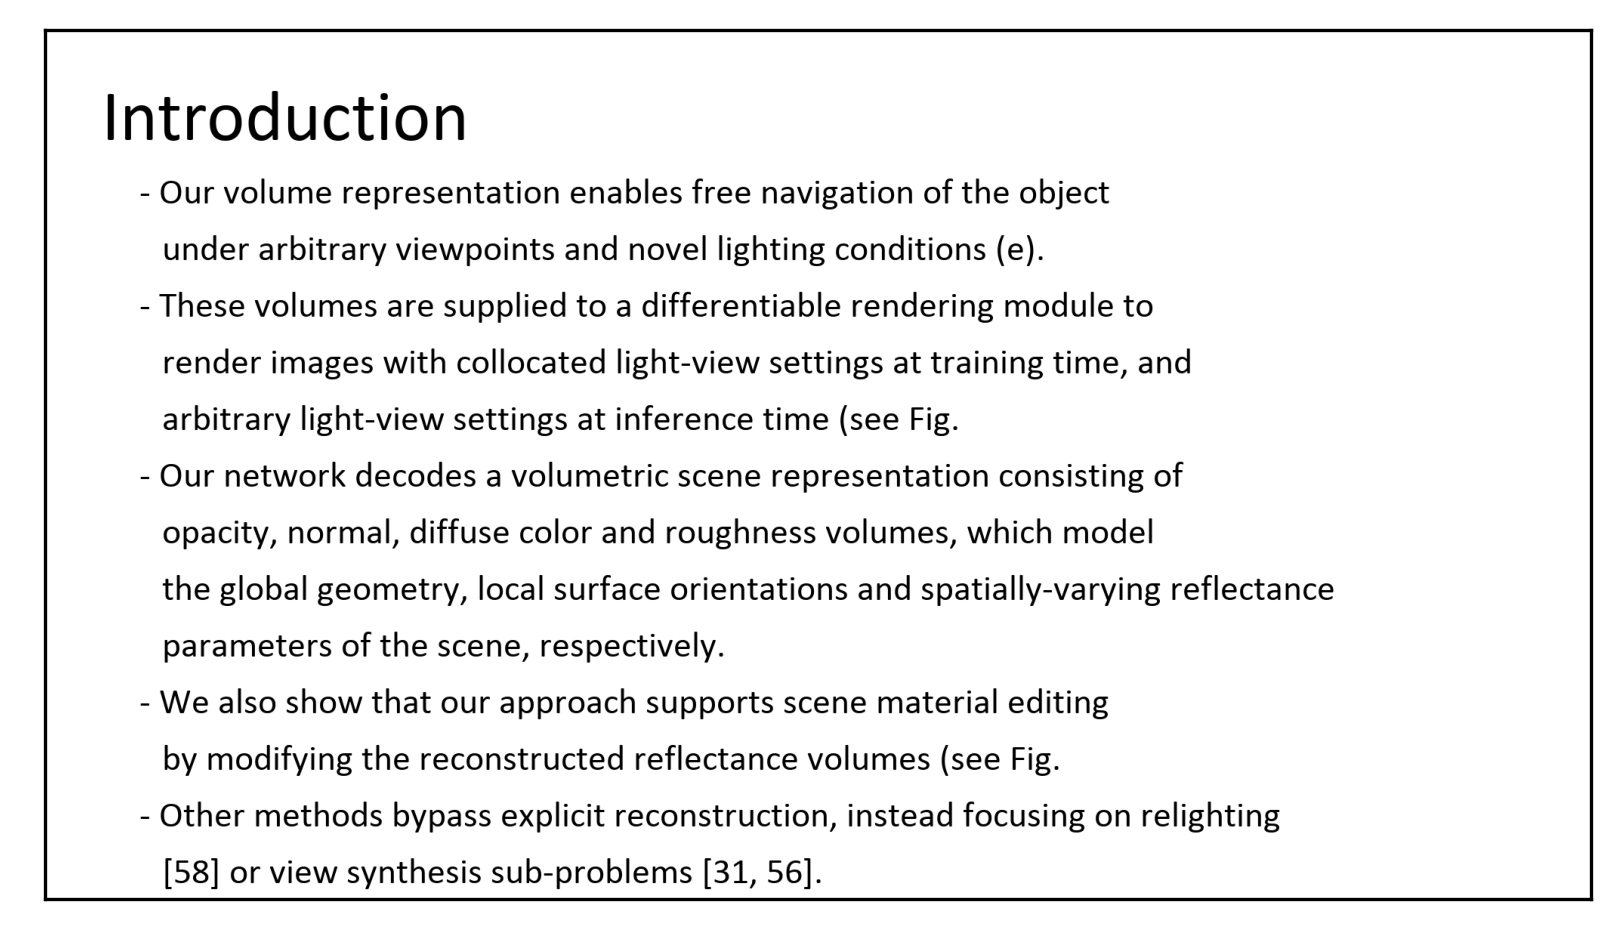 Introduction
- Our volume representation enables free navigation of the object
under arbitrary viewpoints and novel lighting conditions (e).
- These volumes are supplied to a differentiable rendering module to
render images with collocated light-view settings at training time, and
arbitrary light-view settings at inference time (see Fig.
- Our network decodes a volumetric scene representation consisting of
opacity, normal, diffuse color and roughness volumes, which model
the global geometry, local surface orientations and spatially-varying reflectance
parameters of the scene, respectively.
- We also show that our approach supports scene material editing
by modifying the reconstructed reflectance volumes (see Fig.
- Other methods bypass explicit reconstruction, instead focusing on relighting
[58] or view synthesis sub-problems [31, 56].